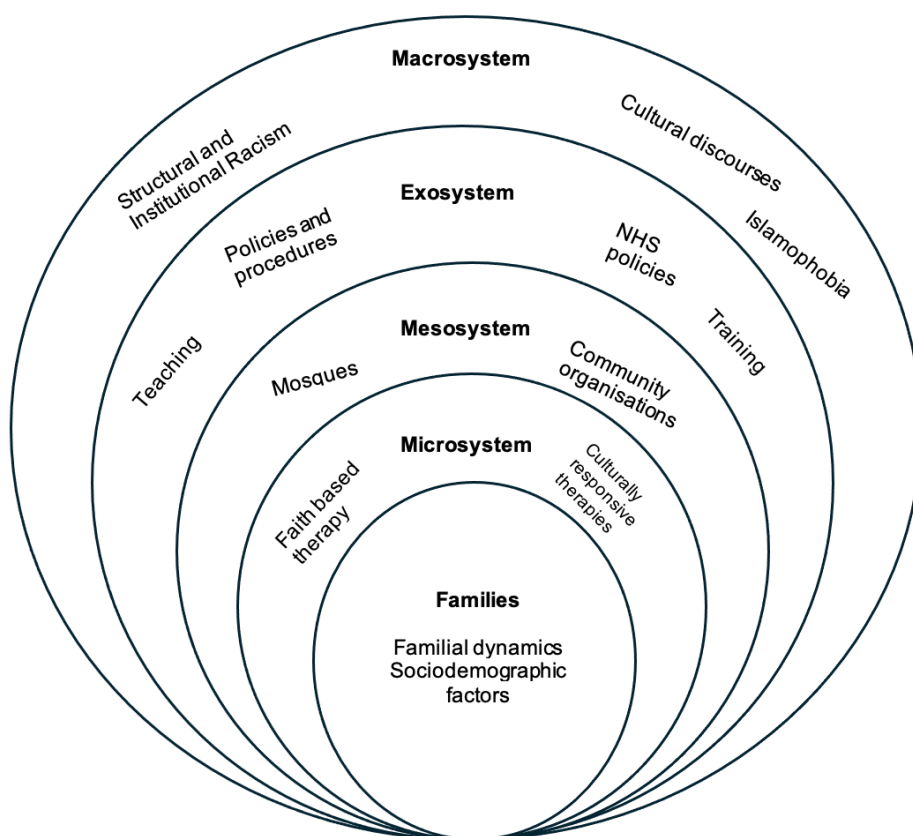 Macrosystem
Structural and
Institutional Racism
Cultural discourses
Islamophobia
Exosystem
Policies and
procedures
NHS
policies
Teaching
Training
Mesosystem
Mosques
Community
organisations
Microsystem
Faith based
therapy
Culturally
responsive
therapies
Families
Familial dynamics
Sociodemographic
factors